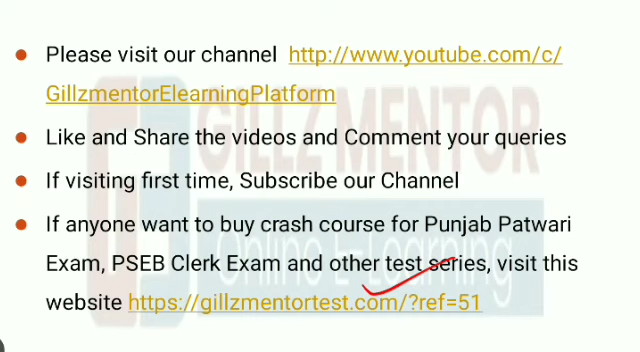 ● Please visit our channel http://www.youtube.com/c/
GillzmentorElearningPlatform
● Like and Share the videos and Comment your queries
● If visiting first time, Subscribe our Channel
● If anyone want to buy crash course for Punjab Patwari
Exam, PSEB Clerk Exam and other test series, visit this
website https://gillzmentortest.com/?ref=51
GILLZ MENTOR
Online E-Learning